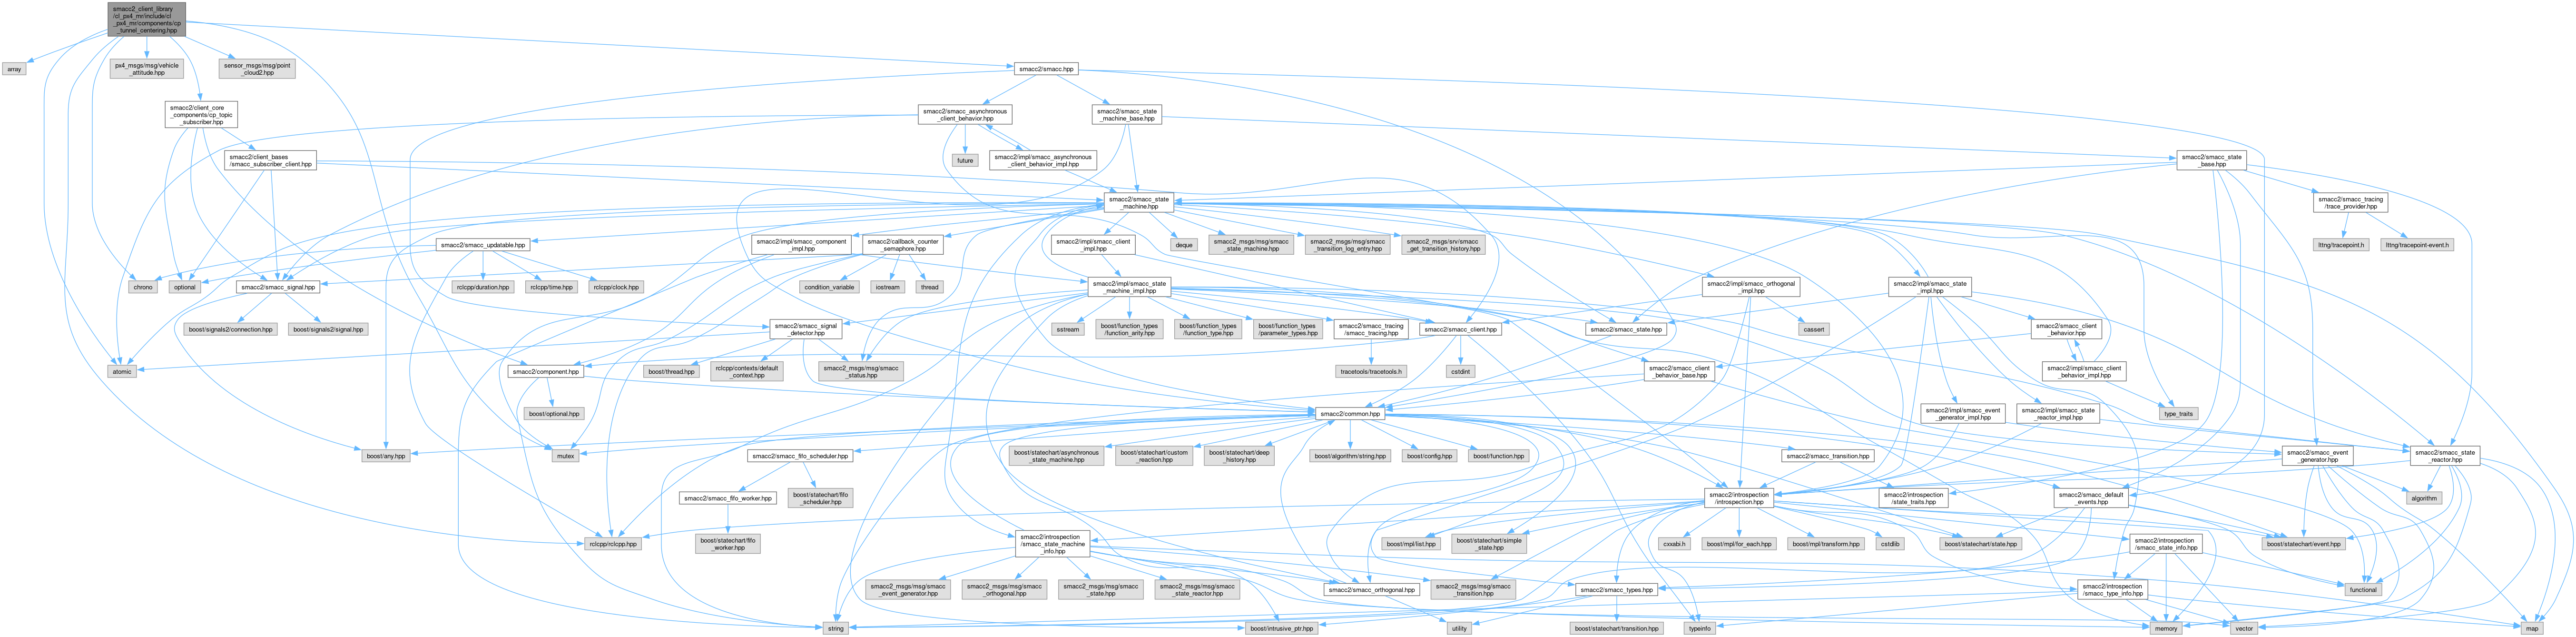 smacc2_client_library
/cl_px4_mr/include/cl
_px4_mr/components/cp
_tunnel_centering.hpp
array
px4_msgs/msg/vehicle
_attitude.hpp
sensor_msgs/msg/point
_cloud2.hpp
smacc2/smacc.hpp
smacc2/client_core
_components/cp_topic
_subscriber.hpp
smacc2/smacc_asynchronous
_client_behavior.hpp
smacc2/smacc_state
_machine_base.hpp
smacc2/client_bases
/smacc_subscriber_client.hpp
future
smacc2/impl/smacc_asynchronous
_client_behavior_impl.hpp
smacc2/smacc_state
_base.hpp
smacc2/smacc_state
_machine.hpp
smacc2/smacc_tracing
/trace_provider.hpp
smacc2/smacc_updatable.hpp
smacc2/impl/smacc_component
_impl.hpp
smacc2/callback_counter
_semaphore.hpp
smacc2/impl/smacc_client
_impl.hpp
deque
smacc2_msgs/msg/smacc
_state_machine.hpp
smacc2_msgs/msg/smacc
_transition_log_entry.hpp
smacc2_msgs/srv/smacc
_get_transition_history.hpp
lttng/tracepoint.h
lttng/tracepoint-event.h
chrono
optional
smacc2/smacc_signal.hpp
rclcpp/duration.hpp
rclcpp/time.hpp
rclcpp/clock.hpp
condition_variable
iostream
thread
smacc2/impl/smacc_state
_machine_impl.hpp
smacc2/impl/smacc_orthogonal
_impl.hpp
smacc2/impl/smacc_state
_impl.hpp
boost/signals2/connection.hpp
boost/signals2/signal.hpp
smacc2/smacc_signal
_detector.hpp
sstream
boost/function_types
/function_arity.hpp
boost/function_types
/function_type.hpp
boost/function_types
/parameter_types.hpp
smacc2/smacc_tracing
/smacc_tracing.hpp
smacc2/smacc_client.hpp
smacc2/smacc_state.hpp
cassert
smacc2/smacc_client
_behavior.hpp
atomic
smacc2/component.hpp
boost/thread.hpp
rclcpp/contexts/default
_context.hpp
smacc2_msgs/msg/smacc
_status.hpp
tracetools/tracetools.h
cstdint
smacc2/smacc_client
_behavior_base.hpp
smacc2/impl/smacc_client
_behavior_impl.hpp
boost/optional.hpp
smacc2/common.hpp
smacc2/impl/smacc_event
_generator_impl.hpp
smacc2/impl/smacc_state
_reactor_impl.hpp
type_traits
boost/any.hpp
mutex
smacc2/smacc_fifo_scheduler.hpp
boost/statechart/asynchronous
_state_machine.hpp
boost/statechart/custom
_reaction.hpp
boost/statechart/deep
_history.hpp
boost/algorithm/string.hpp
boost/config.hpp
boost/function.hpp
smacc2/smacc_transition.hpp
smacc2/smacc_event
_generator.hpp
smacc2/smacc_state
_reactor.hpp
smacc2/smacc_fifo_worker.hpp
boost/statechart/fifo
_scheduler.hpp
smacc2/introspection
/introspection.hpp
smacc2/introspection
/state_traits.hpp
smacc2/smacc_default
_events.hpp
algorithm
rclcpp/rclcpp.hpp
boost/statechart/fifo
_worker.hpp
smacc2/introspection
/smacc_state_machine
_info.hpp
boost/mpl/list.hpp
boost/statechart/simple
_state.hpp
cxxabi.h
boost/mpl/for_each.hpp
boost/mpl/transform.hpp
cstdlib
boost/statechart/state.hpp
smacc2/introspection
/smacc_state_info.hpp
boost/statechart/event.hpp
smacc2_msgs/msg/smacc
_event_generator.hpp
smacc2_msgs/msg/smacc
_orthogonal.hpp
smacc2_msgs/msg/smacc
_state.hpp
smacc2_msgs/msg/smacc
_state_reactor.hpp
smacc2/smacc_orthogonal.hpp
smacc2_msgs/msg/smacc
_transition.hpp
smacc2/smacc_types.hpp
smacc2/introspection
/smacc_type_info.hpp
functional
string
boost/intrusive_ptr.hpp
utility
boost/statechart/transition.hpp
typeinfo
memory
vector
map